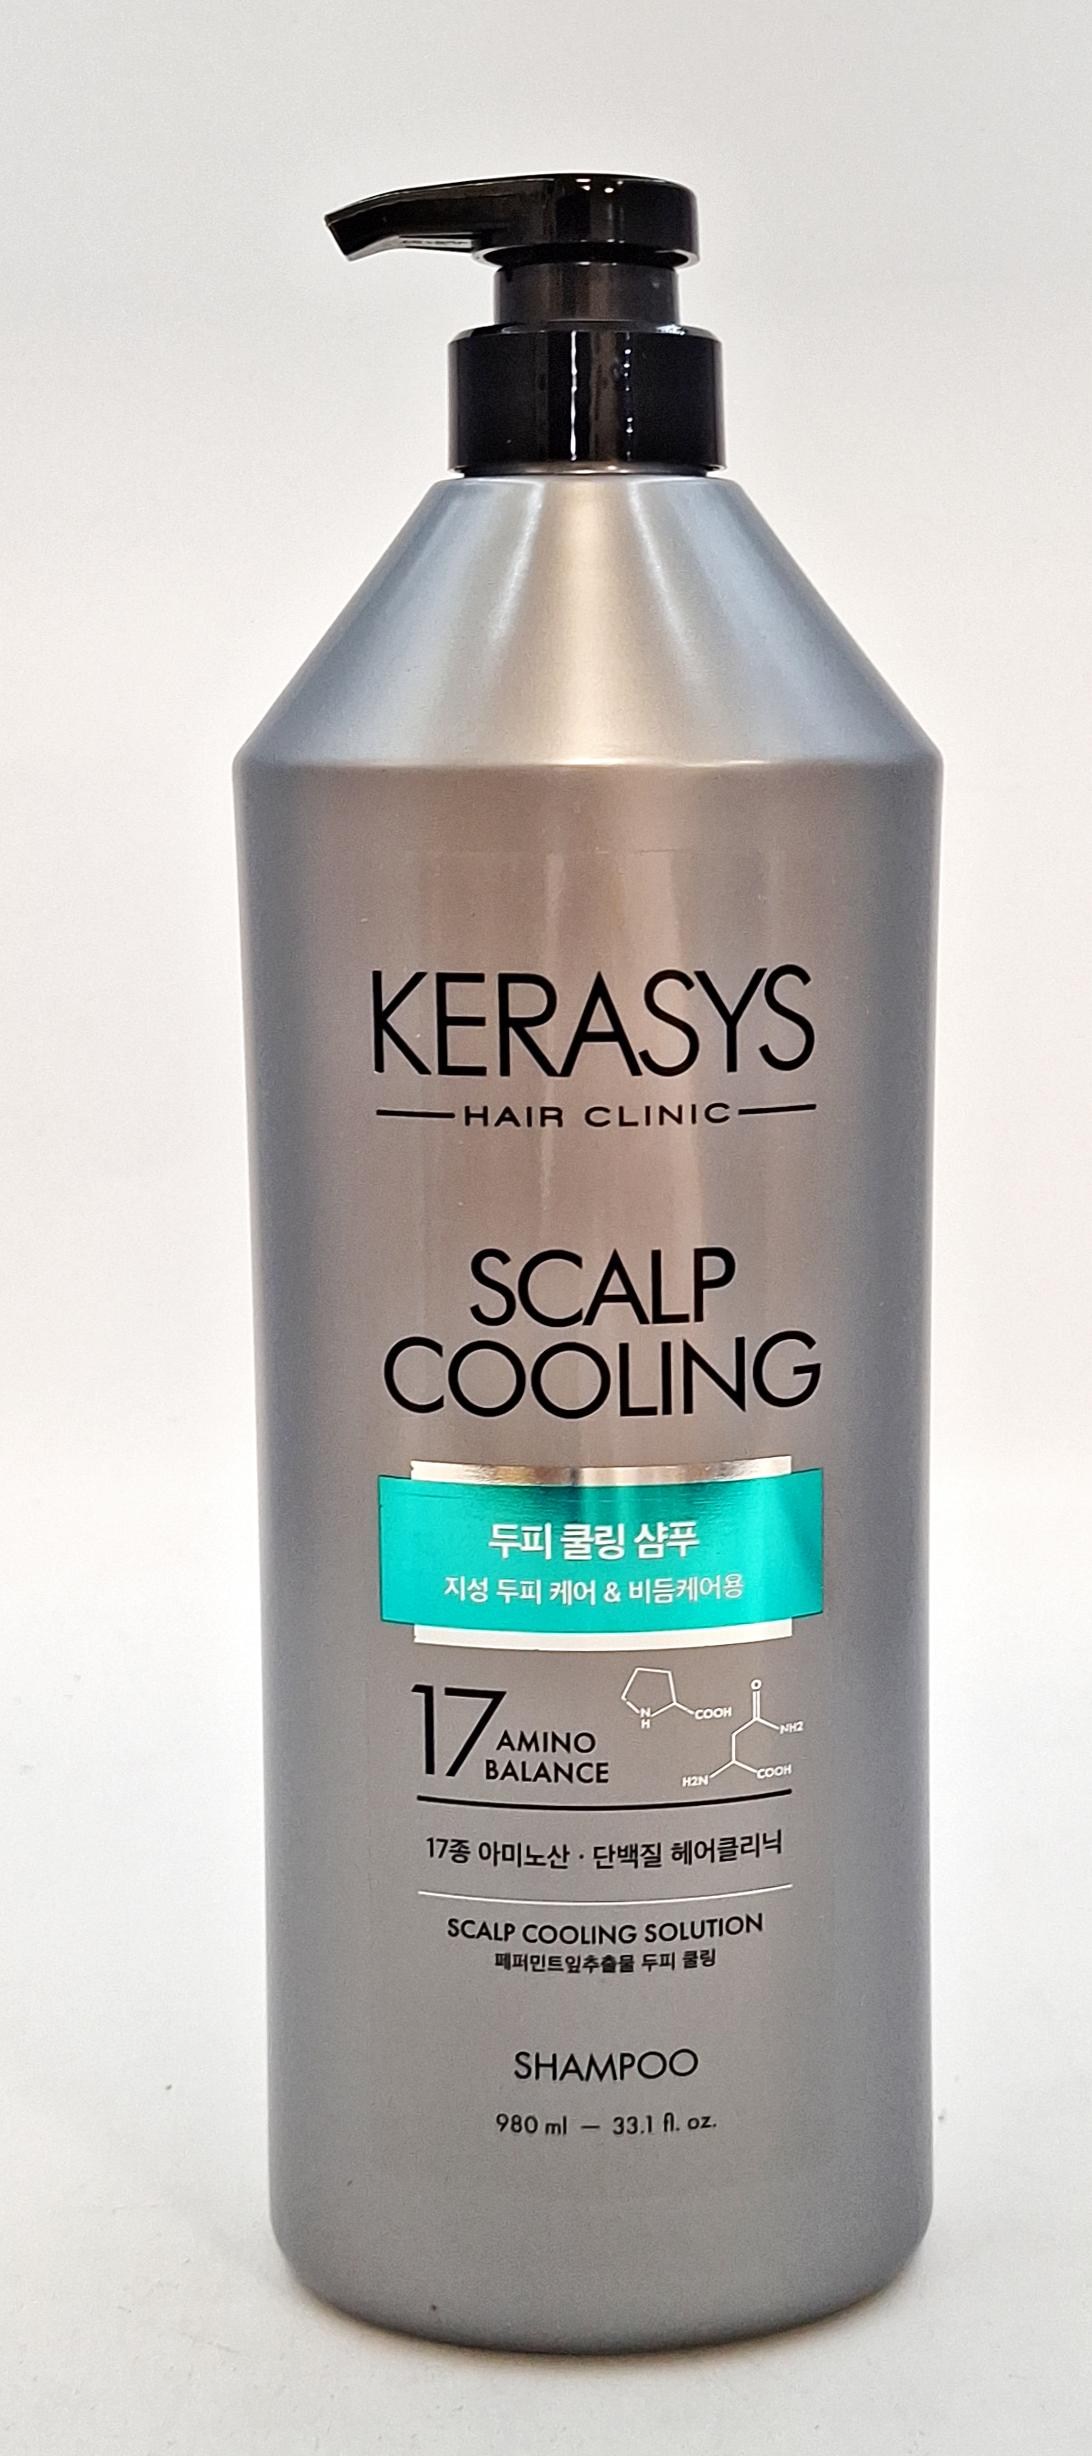 KERASYS
HAIR CLINIC
SCALP
COOLING
두피 쿨링 샴푸
지성 두피 케어 & 비듬케어용
17 AMINO
BALANCE
N
H
COOH
O
NH2
H2N
COOH
17종 아미노산 · 단백질 헤어클리닉
SCALP COOLING SOLUTION
페퍼민트잎추출물 두피 쿨링
SHAMPOO
980 ml — 33.1 fl. oz.